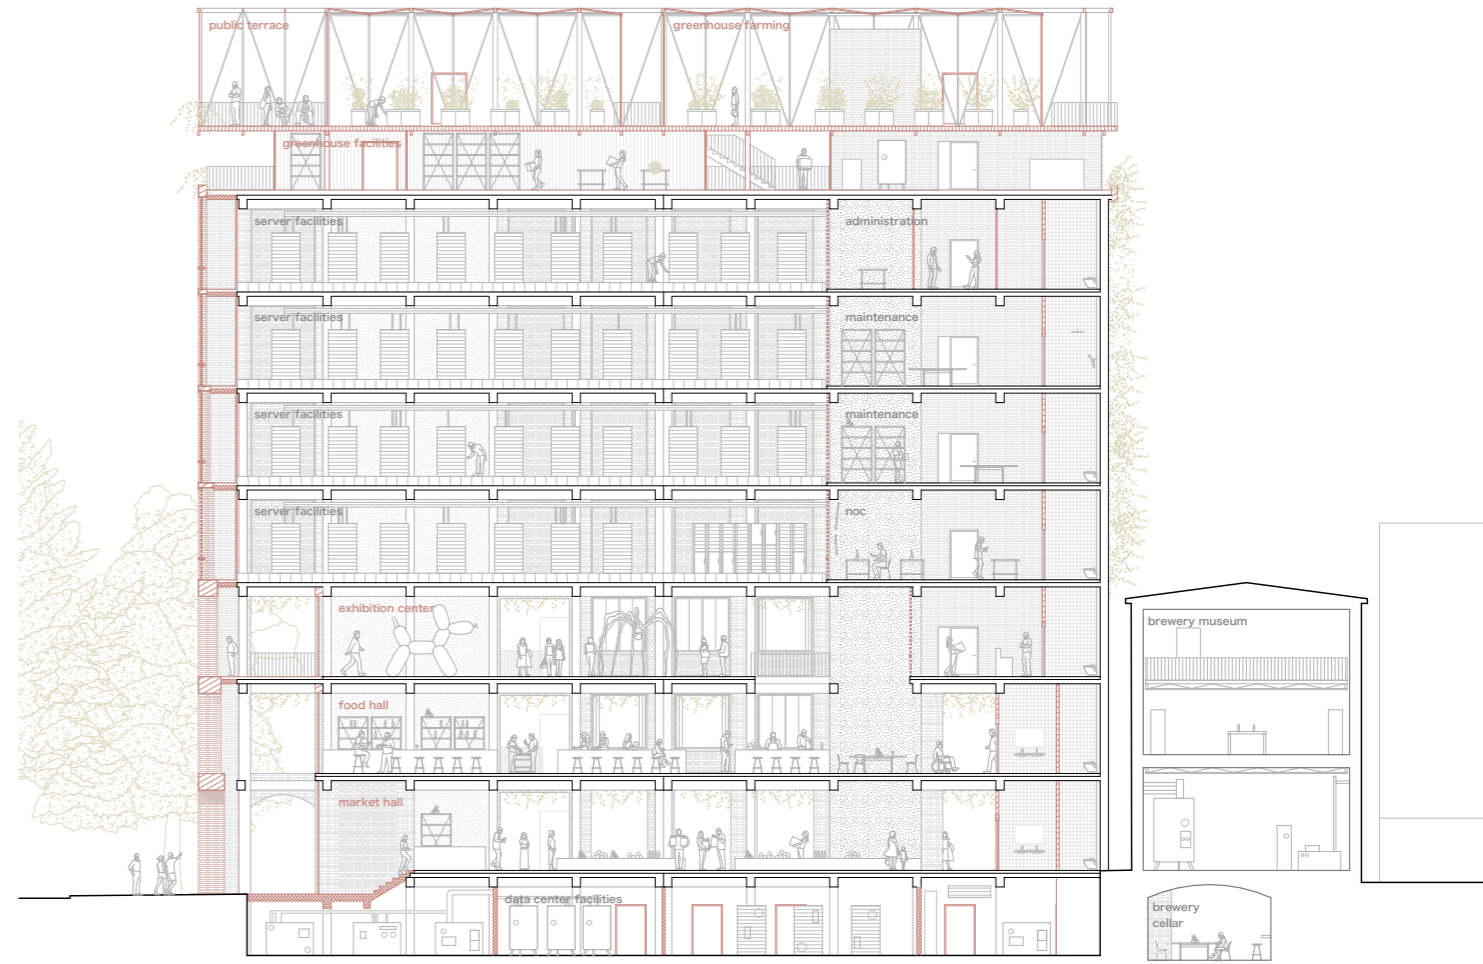 public terrace
greenhouse farming
greenhouse facilities
server facilities
administration
server facilities
maintenance
server facilities
maintenance
server facilities
noc
exhibition center
brewery museum
food hall
market hall
data center facilities
brewery
cellar